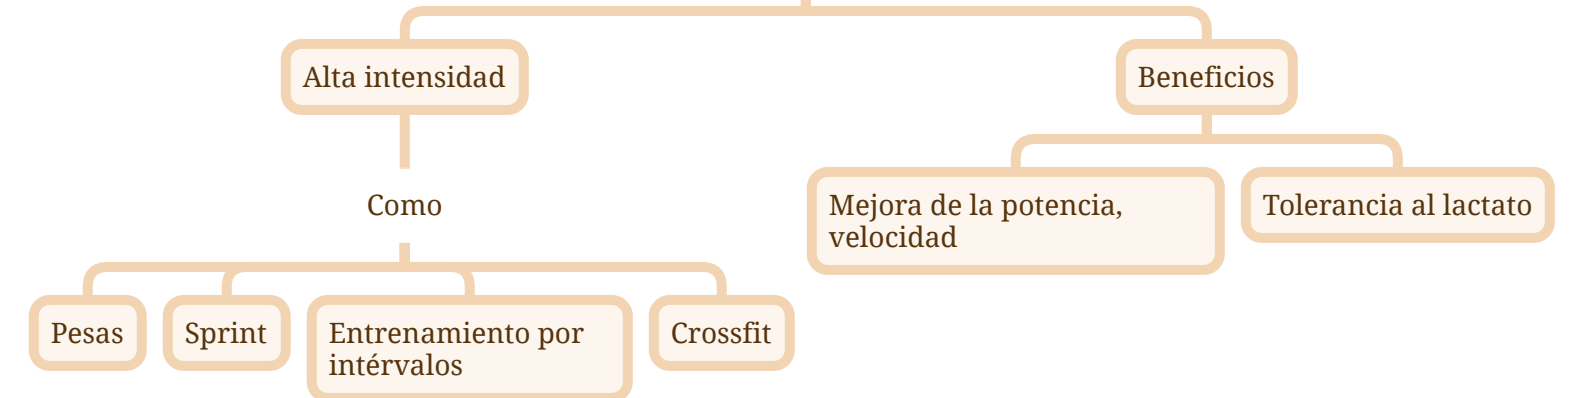 Alta intensidad
Beneficios
Como
Mejora de la potencia,
velocidad
Tolerancia al lactato
Pesas
Sprint
Entrenamiento por
intérvalos
Crossfit